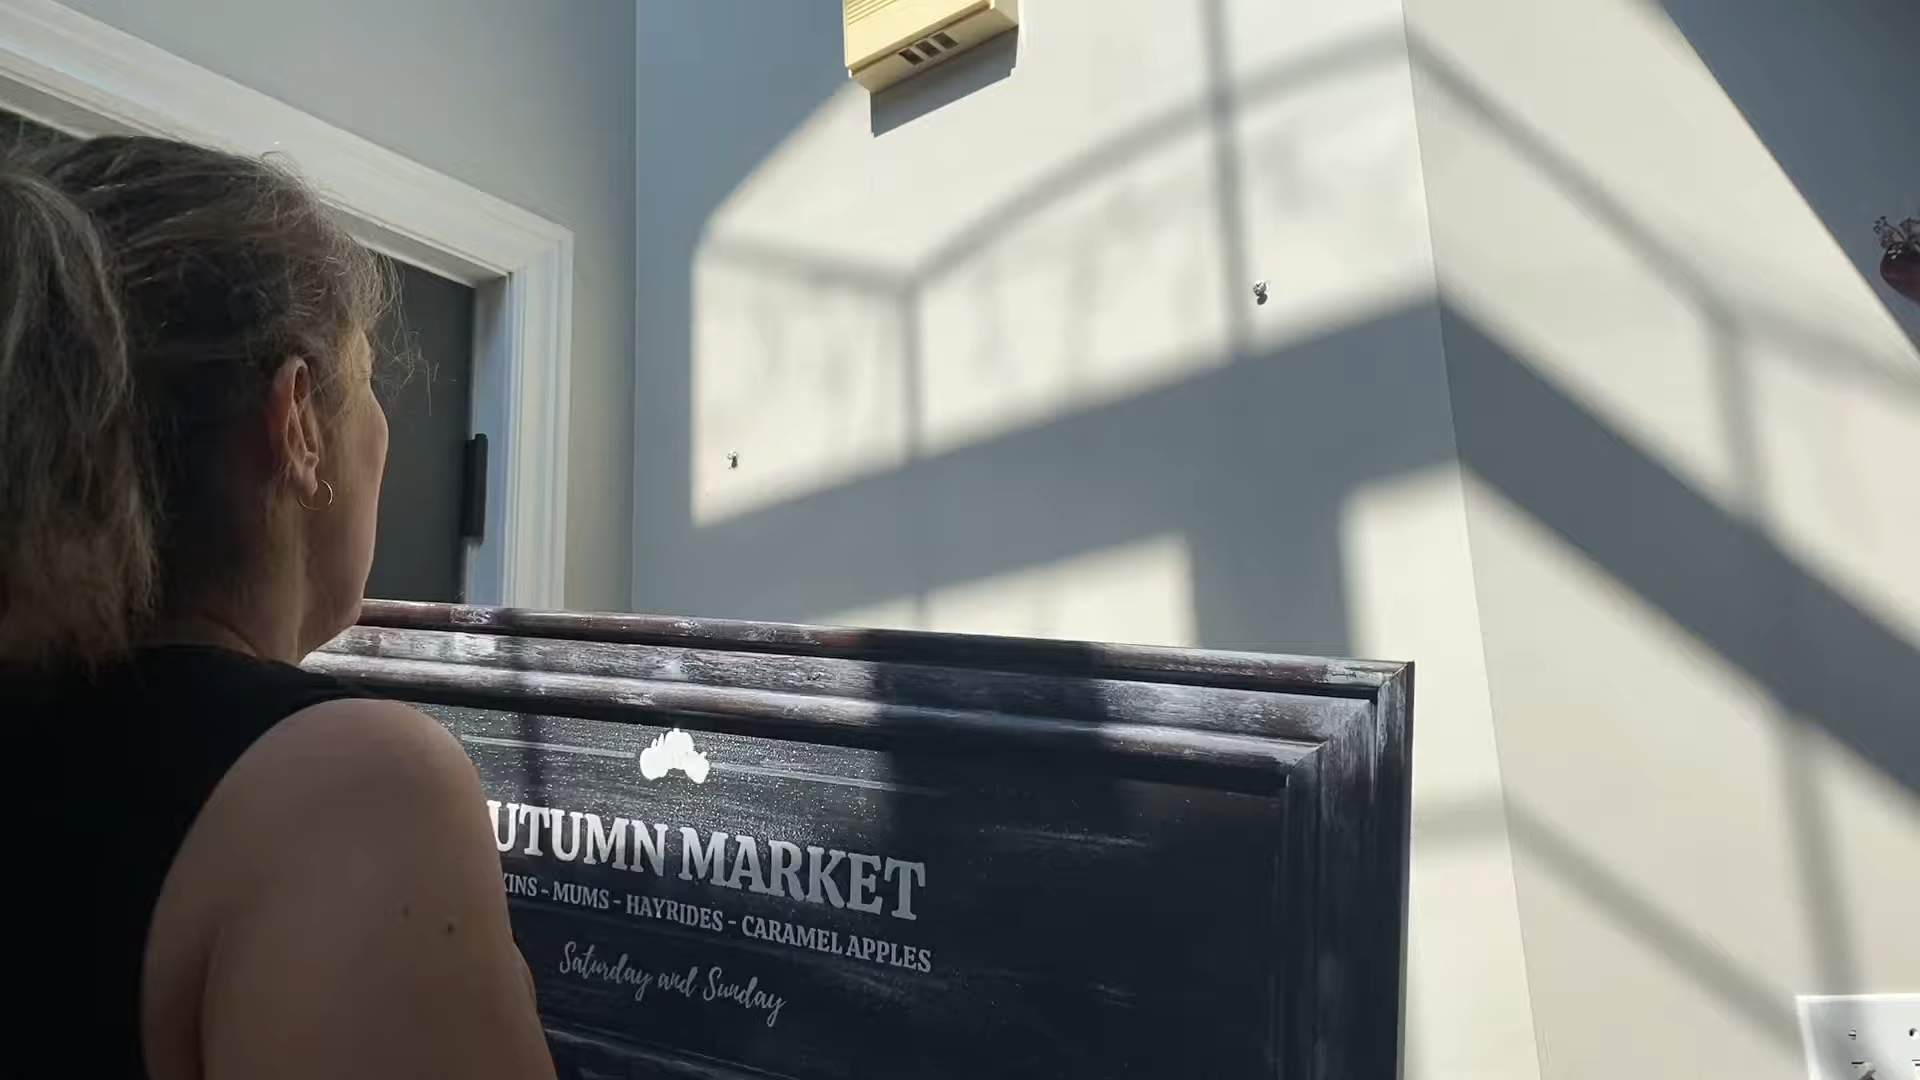 UTUMN MARKET
KINS - MUMS - HAYRIDES - CARAMEL APPLES
Saturday and Sunday